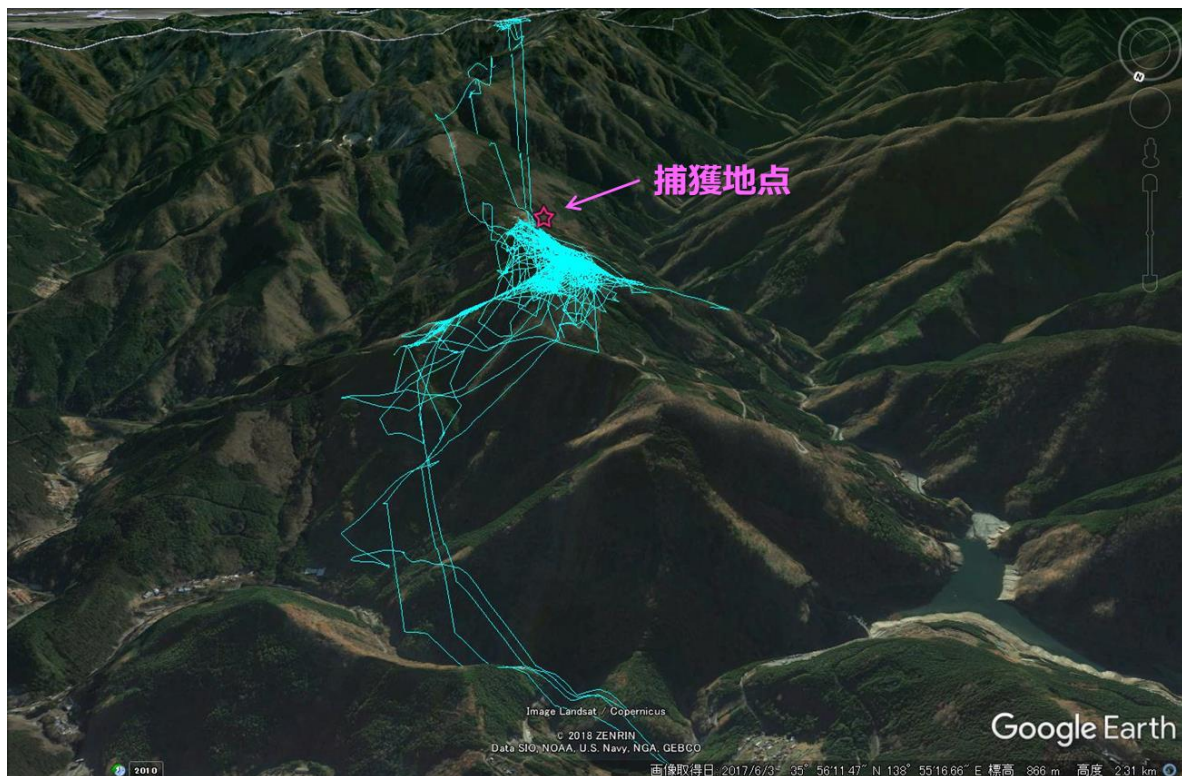 N
捕獲地点
Image Landsat / Copernicus
© 2018 ZENRIN
Data SIO, NOAA, U.S. Navy, NGA, GEBCO
Google Earth
2010
画像取得日 2017/6/3 35° 56'11.47" N 138° 55'16.66" E 標高 866 m 高度 2.31 km